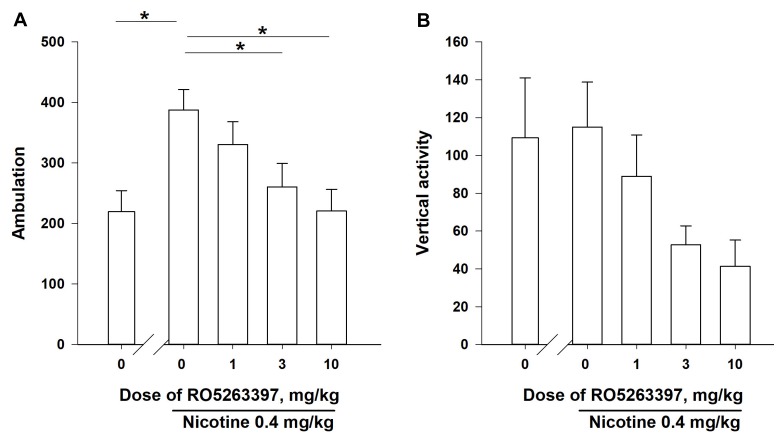 A
*
*
*
500
400
300
200
100
0
Ambulation
0 0 1 3 10
Dose of RO5263397, mg/kg
Nicotine 0.4 mg/kg
B
160
140
120
100
80
60
40
20
0
Vertical activity
0 0 1 3 10
Dose of RO5263397, mg/kg
Nicotine 0.4 mg/kg